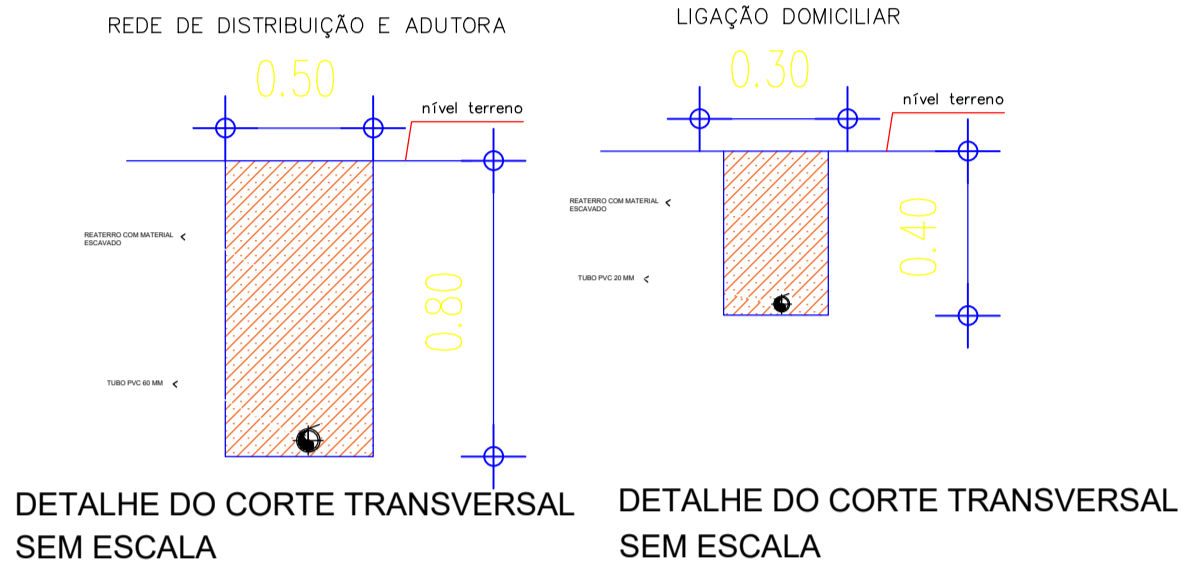 REDE DE DISTRIBUIÇÃO E ADUTORA
0.50
nível terreno
REATERRO COM MATERIAL
ESCAVADO
0.80
TUBO PVC 60 MM
DETALHE DO CORTE TRANSVERSAL
SEM ESCALA
LIGAÇÃO DOMICILIAR
0.30
nível terreno
REATERRO COM MATERIAL
ESCAVADO
0.40
TUBO PVC 20 MM
DETALHE DO CORTE TRANSVERSAL
SEM ESCALA